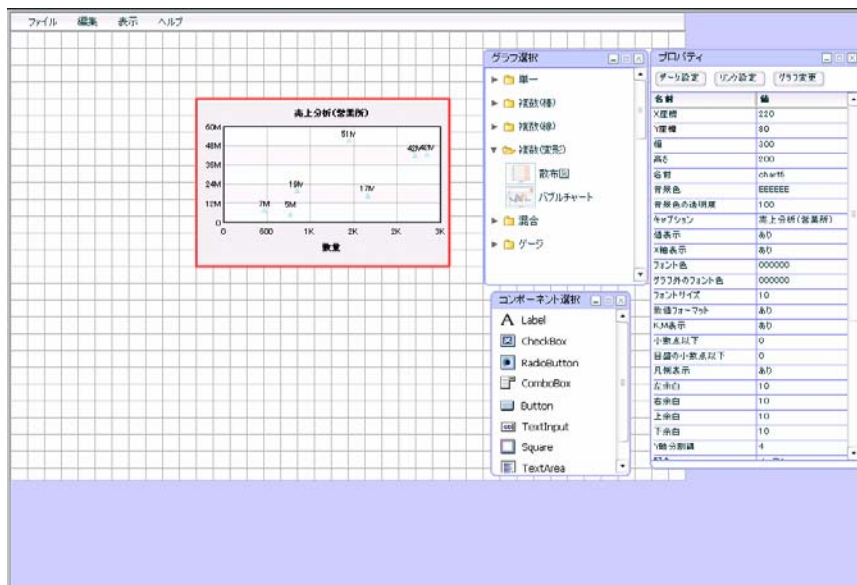 ファイル 編集 表示 ヘルプ
売上分析(営業所)
60M
48M
36M
24M
12M
0
51M
42M
19M
17M
7M
5M
0 600 1K 2K 2K 3K
数量
グラフ選択
単一
複数(棒)
複数(線)
複数(変形)
散布図
バブルチャート
混合
ゲージ
コンポーネント選択
Label
CheckBox
RadioButton
ComboBox
Button
TextInput
Square
TextArea
プロパティ
データ設定 リンク設定 グラフ変更
名前 値
X座標 220
Y座標 80
幅 300
高さ 200
名前 chart5
背景色 EEEEEE
背景色の透明度 100
キャプション 売上分析(営業所)
値表示 あり
X軸表示 あり
フォント色 000000
グラフ外のフォント色 000000
フォントサイズ 10
数値フォーマット あり
K,M表示 あり
小数点以下 0
目盛の小数点以下 0
凡例表示 あり
左余白 10
右余白 10
上余白 10
下余白 10
Y軸分割線 4